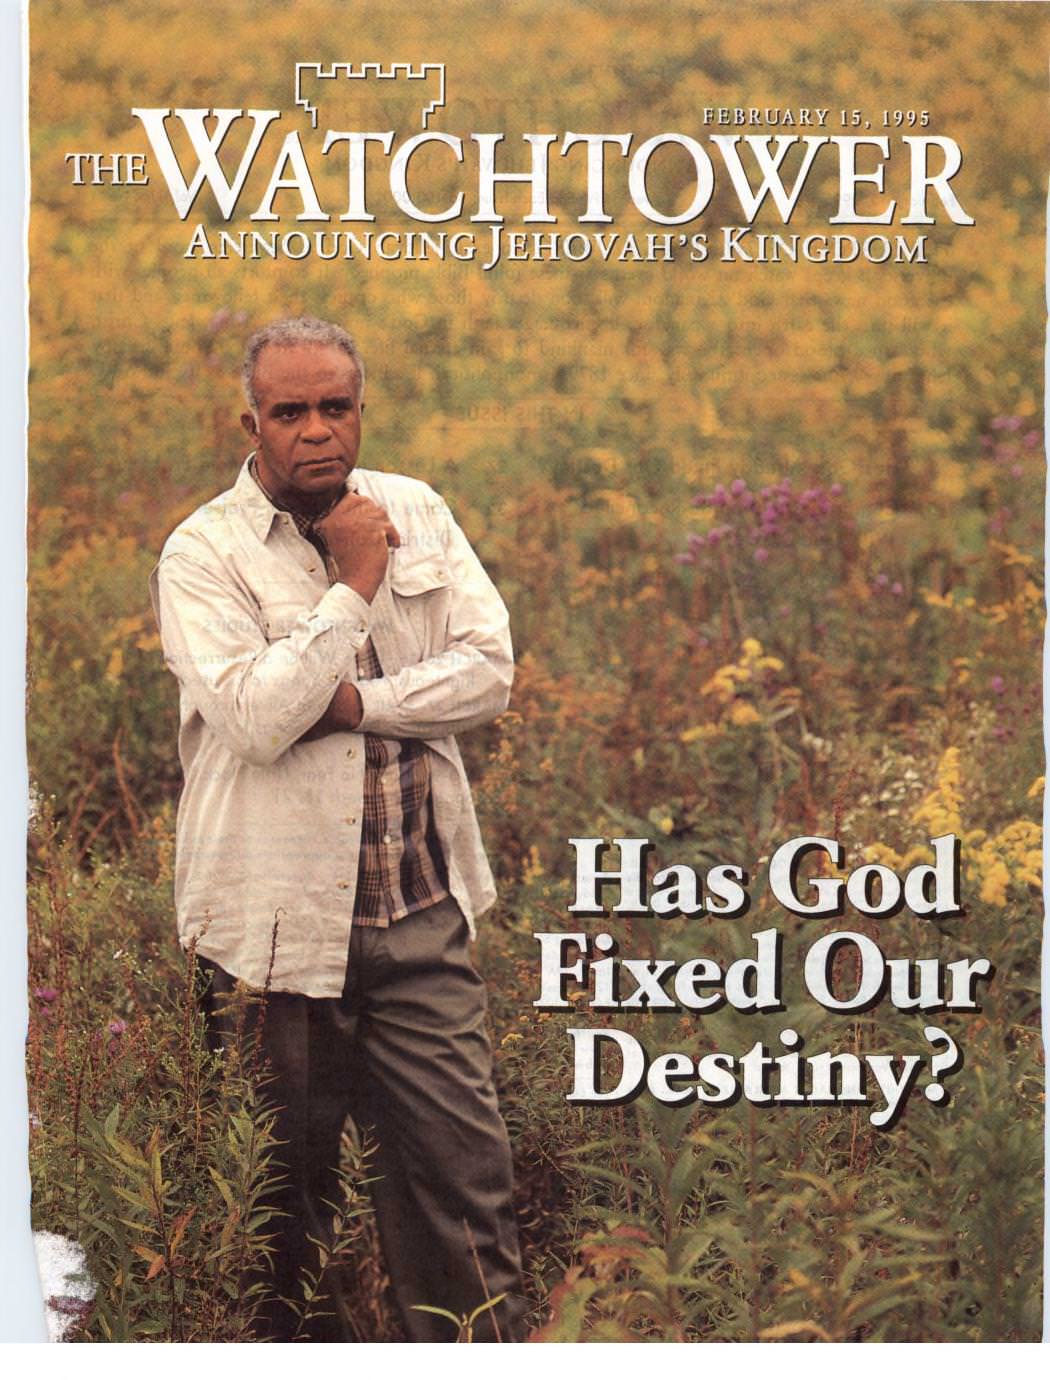 FEBRUARY 15, 1995
THE WATCHTOWER
ANNOUNCING JEHOVAH'S KINGDOM
Has God
Fixed Our
Destiny?